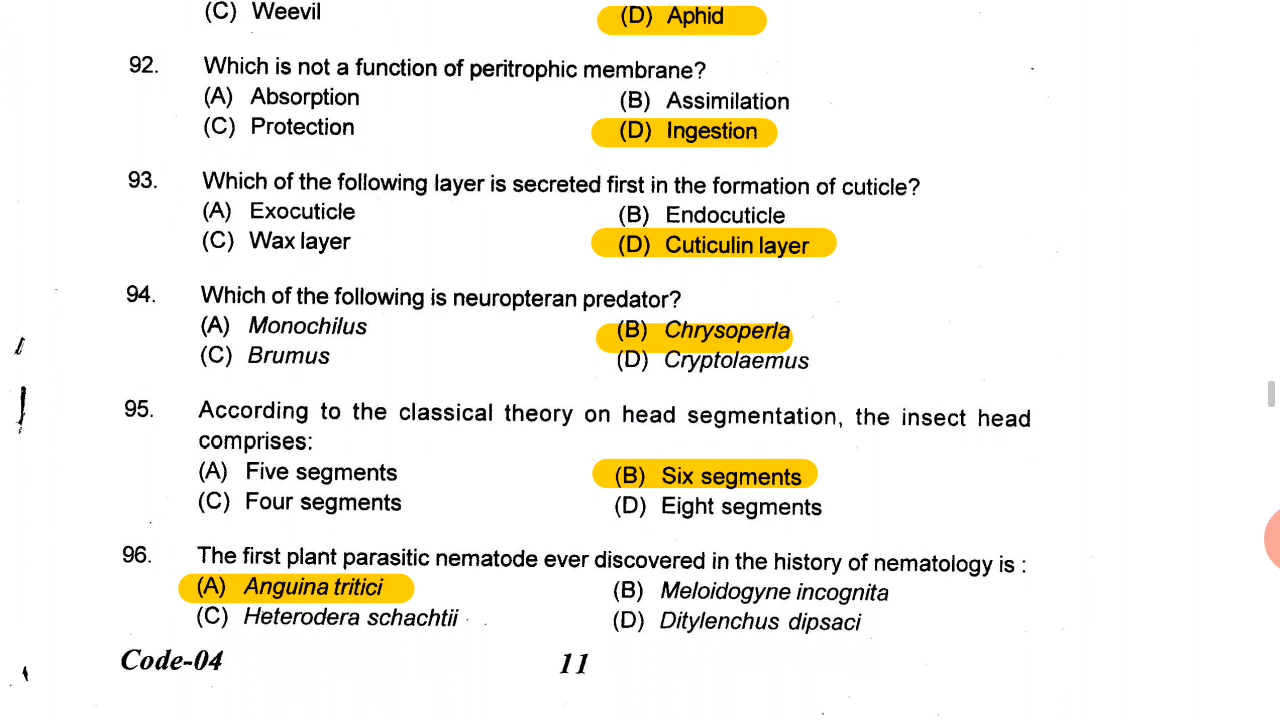 (C) Weevil (D) Aphid
92. Which is not a function of peritrophic membrane?
(A) Absorption (B) Assimilation
(C) Protection (D) Ingestion
93. Which of the following layer is secreted first in the formation of cuticle?
(A) Exocuticle (B) Endocuticle
(C) Wax layer (D) Cuticulin layer
94. Which of the following is neuropteran predator?
(A) Monochilus (B) Chrysoperla
(C) Brumus (D) Cryptolaemus
95. According to the classical theory on head segmentation, the insect head
comprises:
(A) Five segments (B) Six segments
(C) Four segments (D) Eight segments
96. The first plant parasitic nematode ever discovered in the history of nematology is :
(A) Anguina tritici (B) Meloidogyne incognita
(C) Heterodera schachtii (D) Ditylenchus dipsaci
Code-04 11